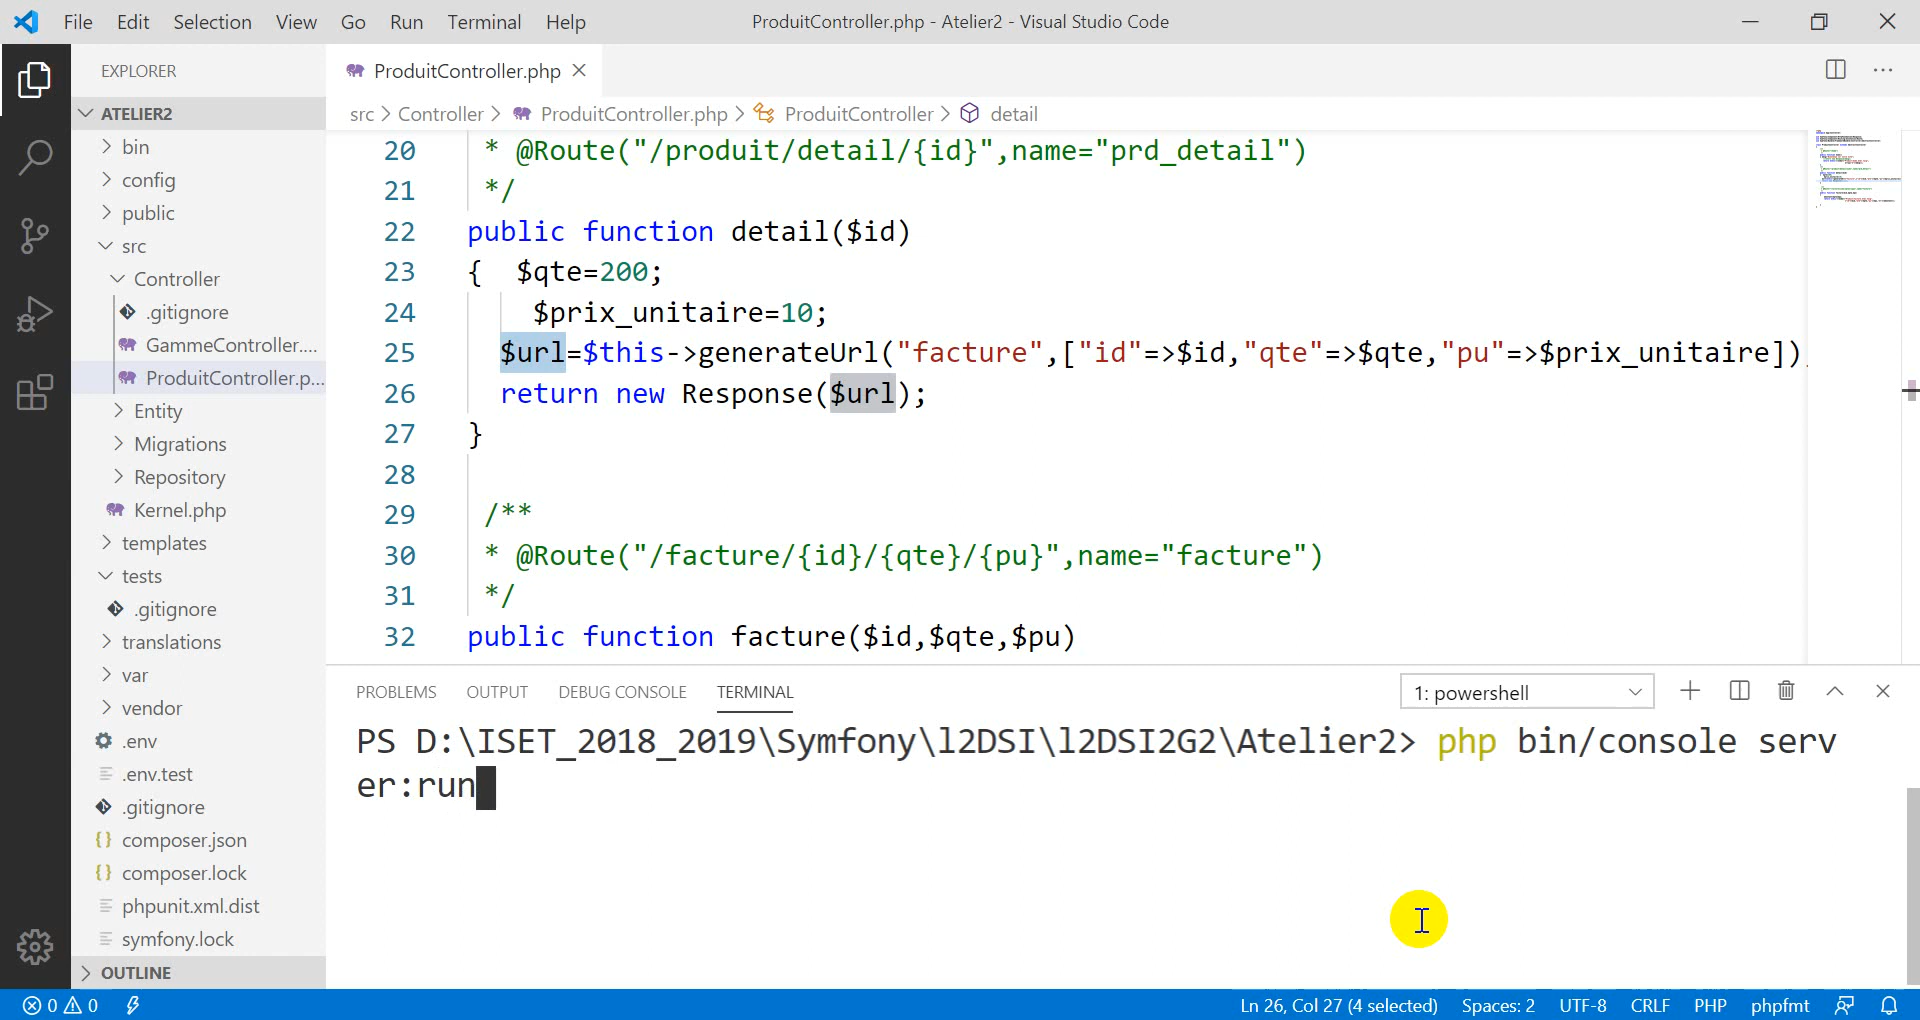 File Edit Selection View Go Run Terminal Help ProduitController.php - Atelier2 - Visual Studio Code
EXPLORER
ATELIER2
bin
config
public
src
Controller
.gitignore
GammeController....
ProduitController.p...
Entity
Migrations
Repository
Kernel.php
templates
tests
.gitignore
translations
var
vendor
.env
.env.test
.gitignore
composer.json
composer.lock
phpunit.xml.dist
symfony.lock
OUTLINE
ProduitController.php
src > Controller > ProduitController.php > ProduitController > detail
20 * @Route("/produit/detail/{id}",name="prd_detail")
21 */
22 public function detail($id)
23 { $qte=200;
24 $prix_unitaire=10;
25 $url=$this->generateUrl("facture",["id"=>$id,"qte"=>$qte,"pu"=>$prix_unitaire])
26 return new Response($url);
27 }
28
29 /**
30 * @Route("/facture/{id}/{qte}/{pu}",name="facture")
31 */
32 public function facture($id,$qte,$pu)
PROBLEMS OUTPUT DEBUG CONSOLE TERMINAL 1: powershell
PS D:\ISET_2018_2019\Symfony\l2DSI\l2DSI2G2\Atelier2> php bin/console serv
er:run
0 0 Ln 26, Col 27 (4 selected) Spaces: 2 UTF-8 CRLF PHP phpfmt